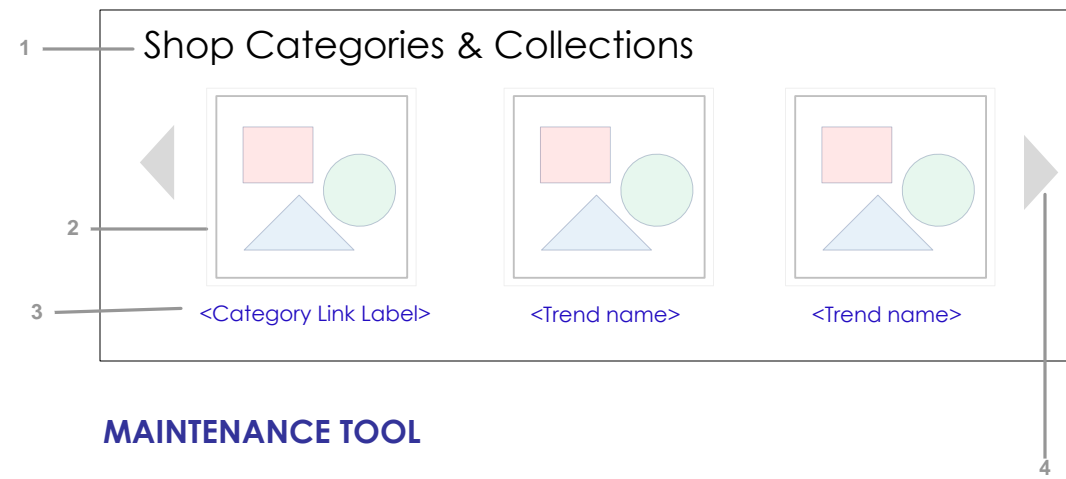 1
Shop Categories & Collections
2
3
<Category Link Label>
<Trend name>
<Trend name>
MAINTENANCE TOOL
4